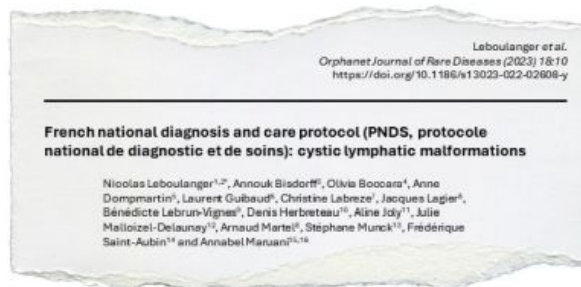 Leboulanger et al.
Orphanet Journal of Rare Diseases (2023) 18:10
https://doi.org/10.1186/s13023-022-02608-y
French national diagnosis and care protocol (PNDS, protocole
national de diagnostic et de soins): cystic lymphatic malformations
Nicolas Leboulanger¹,²*, Annouk Bisdorff³, Olivia Boccara⁴, Anne
Dompmartin⁵, Laurent Guibaud⁶, Christine Labreze⁷, Jacques Lagier⁸,
Bénédicte Lebrun-Vignes⁹, Denis Herbreteau¹⁰, Aline Joly¹¹, Julie
Malloizel-Delaunay¹², Arnaud Martel⁸, Stéphane Munck¹³, Frédérique
Saint-Aubin¹⁴ and Annabel Maruani¹⁵,¹⁶